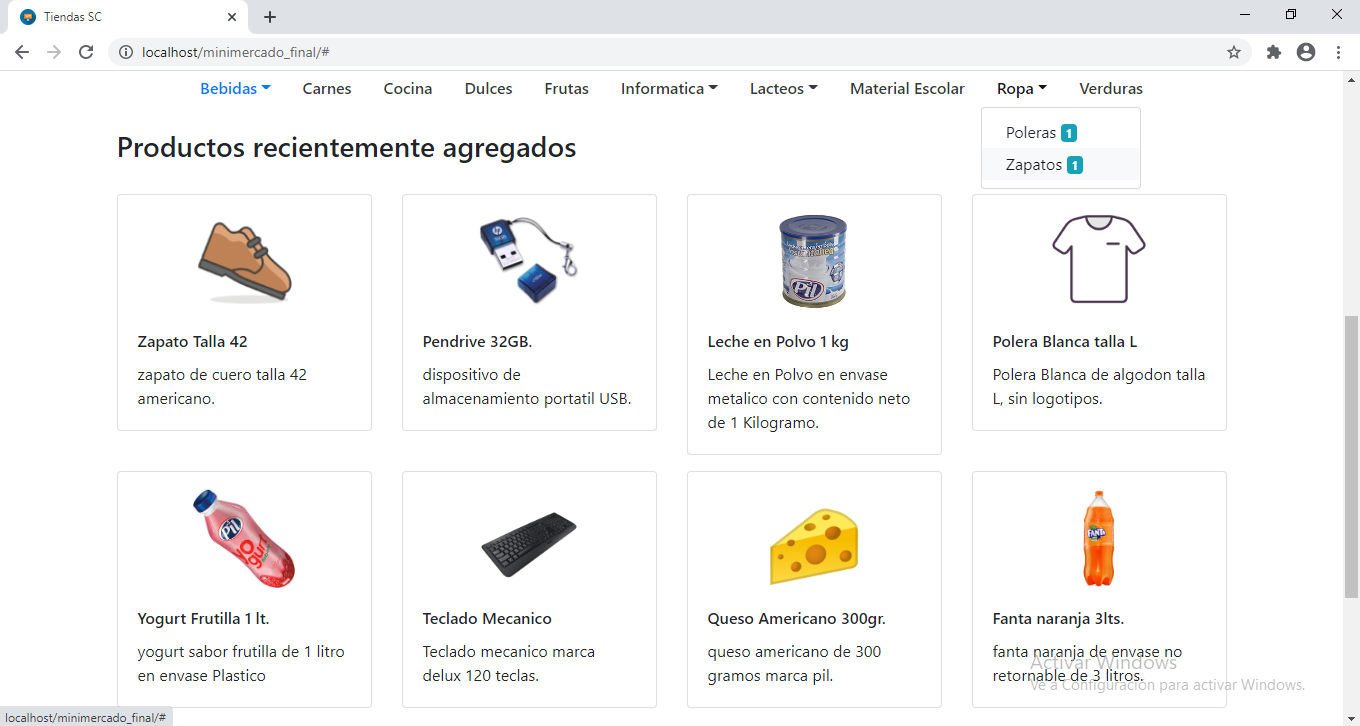 Tiendas SC
localhost/minimercado_final/#
Bebidas Carnes Cocina Dulces Frutas Informatica Lacteos Material Escolar Ropa Verduras
Poleras 1
Zapatos 1
Productos recientemente agregados
Zapato Talla 42
zapato de cuero talla 42
americano.
hp
Pendrive 32GB.
dispositivo de
almacenamiento portatil USB.
Pil
Leche en Polvo 1 kg
Leche en Polvo en envase
metalico con contenido neto
de 1 Kilogramo.
Polera Blanca talla L
Polera Blanca de algodon talla
L, sin logotipos.
Pil
YOgurt
Yogurt Frutilla 1 lt.
yogurt sabor frutilla de 1 litro
en envase Plastico
Teclado Mecanico
Teclado mecanico marca
delux 120 teclas.
Queso Americano 300gr.
queso americano de 300
gramos marca pil.
FANTA
Fanta naranja 3lts.
fanta naranja de envase no
retornable de 3 litros.
Activar Windows
Ve a Configuración para activar Windows.
localhost/minimercado_final/#